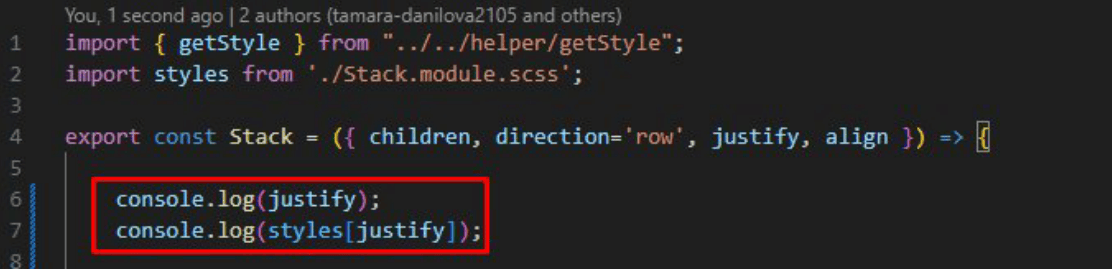 You, 1 second ago | 2 authors (tamara-danilova2105 and others)
1 import { getStyle } from "../../helper/getStyle";
2 import styles from './Stack.module.scss';
3
4 export const Stack = ({ children, direction='row', justify, align }) => {
5
6 console.log(justify);
7 console.log(styles[justify]);
8